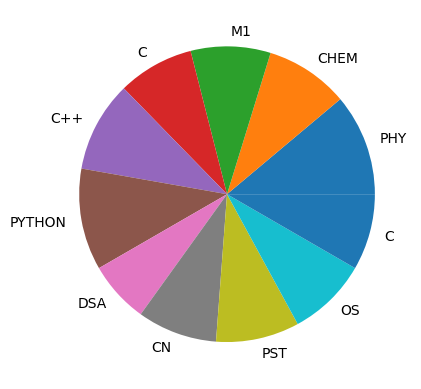 M1
C
CHEM
C++
PHY
PYTHON
C
DSA
OS
CN
PST